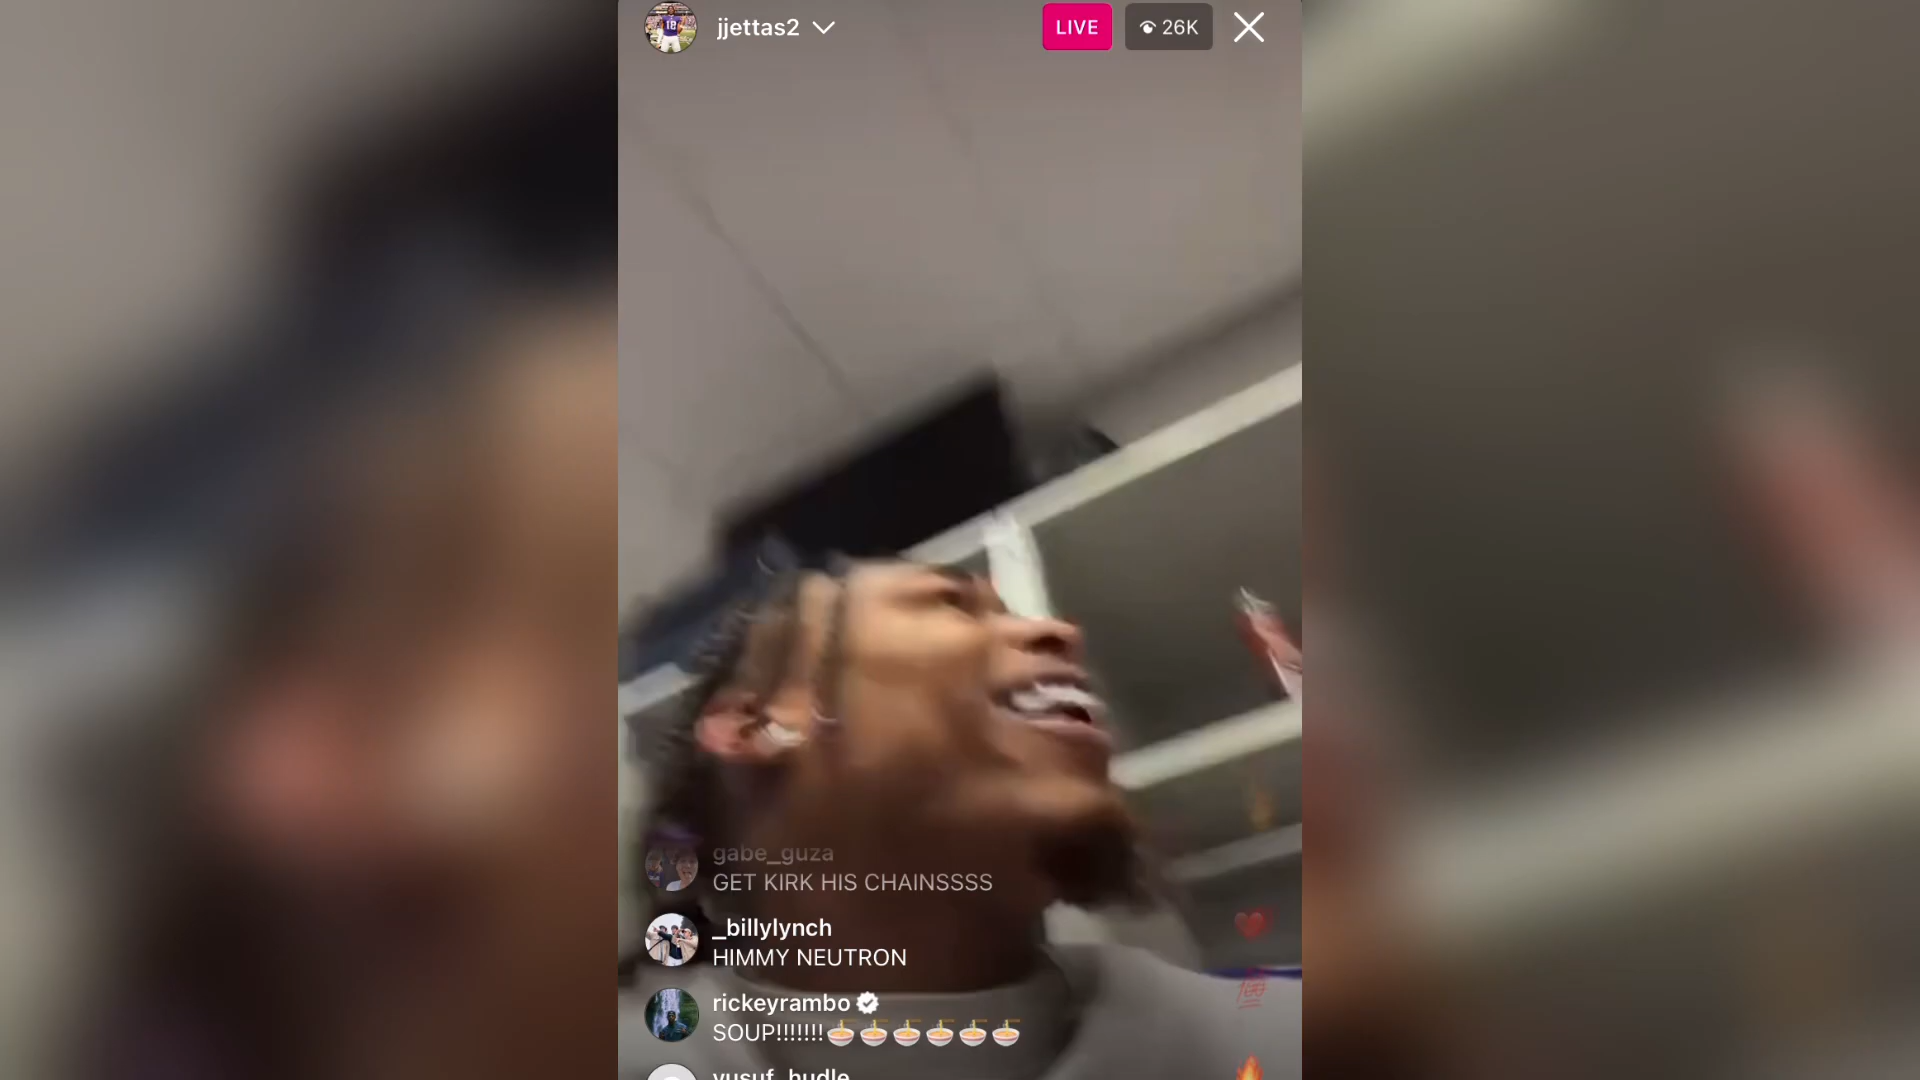 jjettas2
LIVE
26K
gabe_guza
GET KIRK HIS CHAINSSSS
_billylynch
HIMMY NEUTRON
rickeyrambo
SOUP!!!!!!!🍜🍜🍜🍜🍜🍜
yusuf_hudle